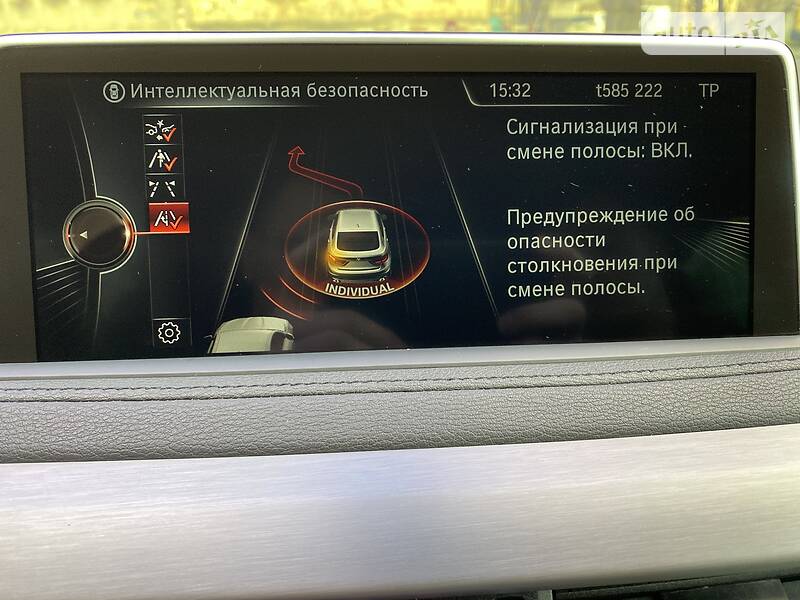 Интеллектуальная безопасность 15:32 t585 222 TP
Сигнализация при
смене полосы: ВКЛ.
Предупреждение об
опасности
столкновения при
смене полосы.
INDIVIDUAL